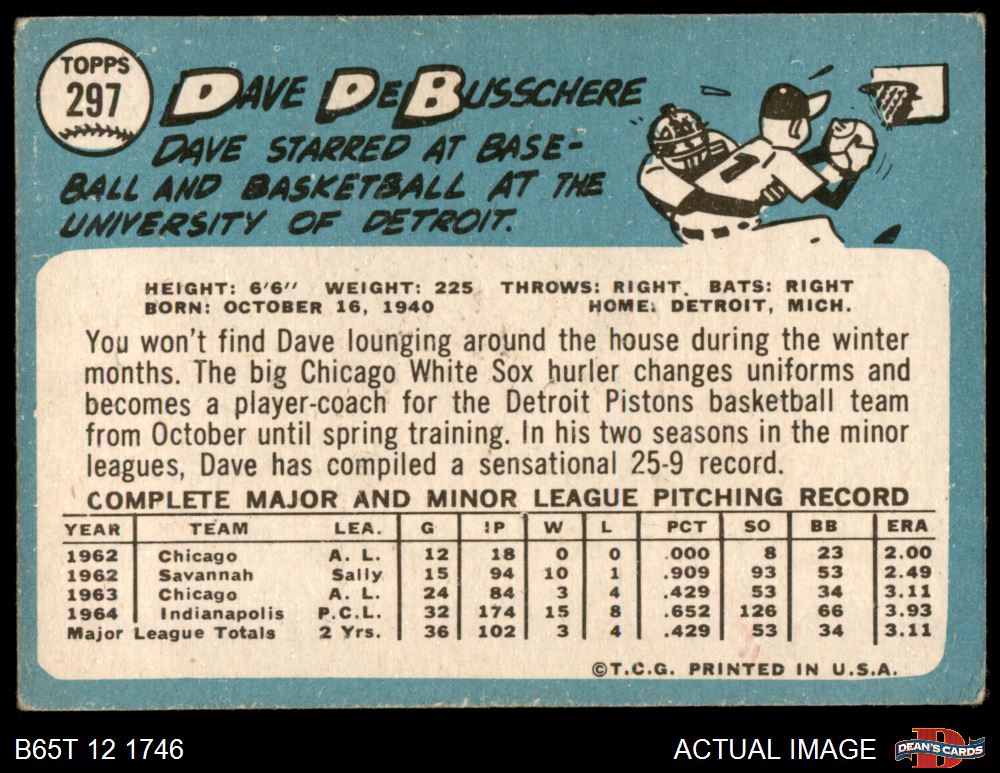 TOPPS
297
DAVE DEBUSSCHERE
DAVE STARRED AT BASE-
BALL AND BASKETBALL AT THE
UNIVERSITY OF DETROIT.
7
HEIGHT: 6'6" WEIGHT: 225 THROWS: RIGHT. BATS: RIGHT
BORN: OCTOBER 16, 1940 HOME: DETROIT, MICH.
You won't find Dave lounging around the house during the winter
months. The big Chicago White Sox hurler changes uniforms and
becomes a player-coach for the Detroit Pistons basketball team
from October until spring training. In his two seasons in the minor
leagues, Dave has compiled a sensational 25-9 record.
COMPLETE MAJOR AND MINOR LEAGUE PITCHING RECORD
YEAR TEAM LEA. G IP W L PCT SO BB ERA
1962 Chicago A. L. 12 18 0 0 .000 8 23 2.00
1962 Savannah Sally 15 94 10 1 .909 93 53 2.49
1963 Chicago A. L. 24 84 3 4 .429 53 34 3.11
1964 Indianapolis P.C.L. 32 174 15 8 .652 126 66 3.93
Major League Totals 2 Yrs. 36 102 3 4 .429 53 34 3.11
©T.C.G. PRINTED IN U.S.A.
B65T 12 1746 ACTUAL IMAGE DEAN'S CARDS